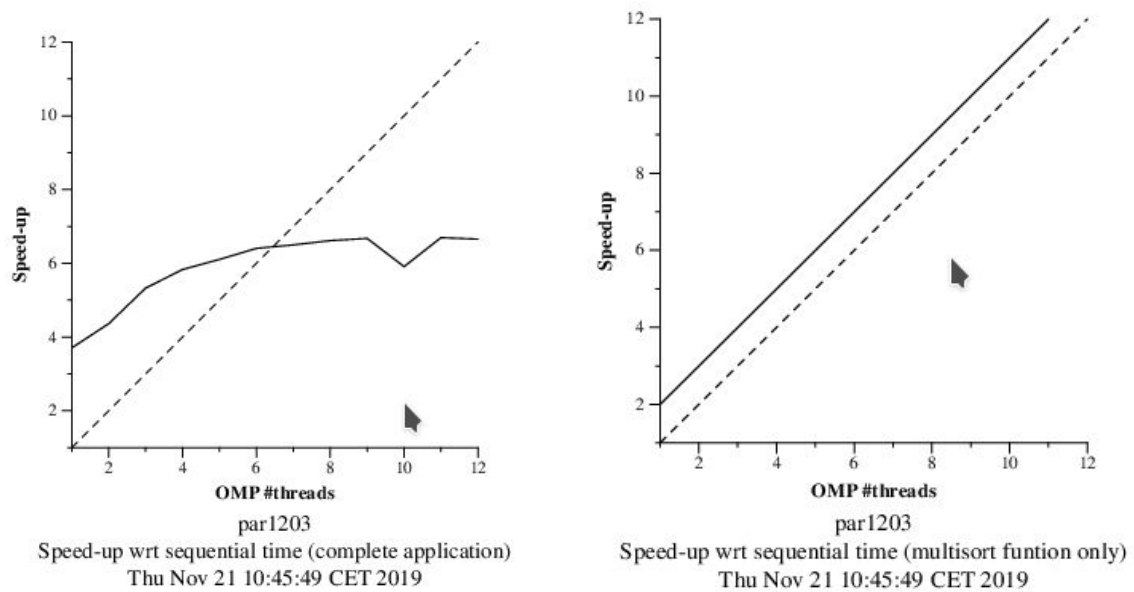 12
10
8
6
4
2
Speed-up
2 4 6 8 10 12
OMP #threads
par1203
Speed-up wrt sequential time (complete application)
Thu Nov 21 10:45:49 CET 2019
12
10
8
6
4
2
Speed-up
2 4 6 8 10 12
OMP #threads
par1203
Speed-up wrt sequential time (multisort funtion only)
Thu Nov 21 10:45:49 CET 2019